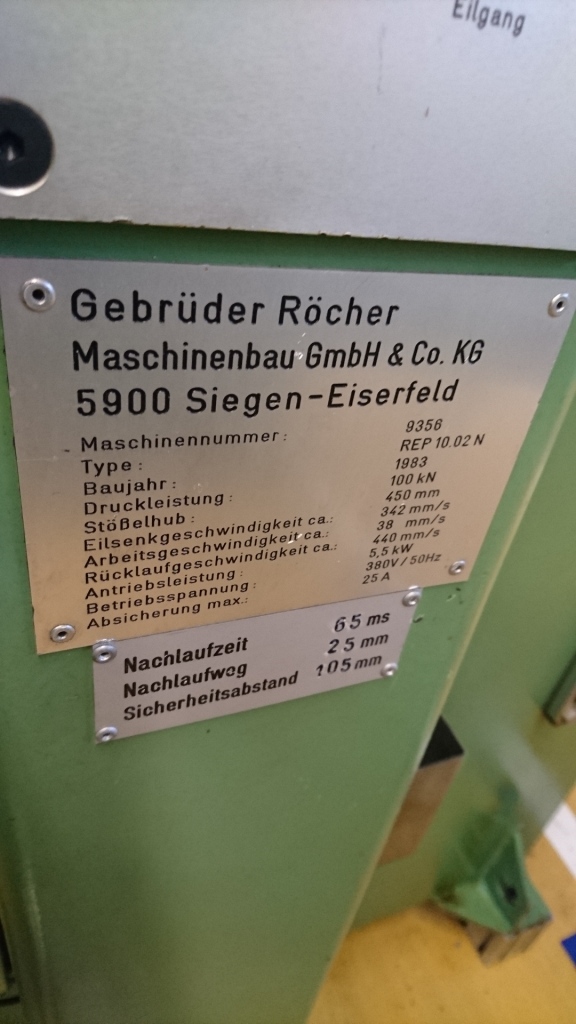 Eilgang
Gebrüder Röcher
Maschinenbau GmbH & Co. KG
5900 Siegen-Eiserfeld
Maschinennummer: 9356
Type: REP 10.02 N
Baujahr: 1983
Druckleistung: 100 kN
Stößelhub: 450 mm
Eilsenkgeschwindigkeit ca.: 342 mm/s
Arbeitsgeschwindigkeit ca.: 38 mm/s
Rücklaufgeschwindigkeit ca.: 440 mm/s
Antriebsleistung: 5,5 kW
Betriebsspannung: 380V/50Hz
Absicherung max.: 25 A
Nachlaufzeit 65 ms
Nachlaufweg 25 mm
Sicherheitsabstand 105 mm